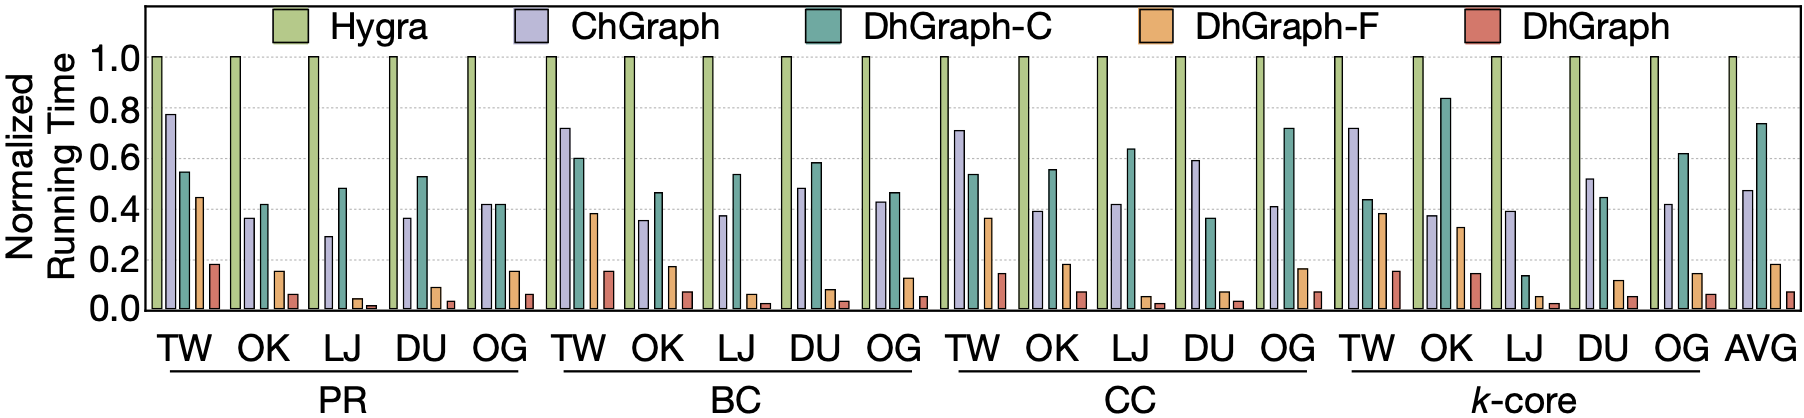 Hygra ChGraph DhGraph-C DhGraph-F DhGraph
Normalized
Running Time
1.0
0.8
0.6
0.4
0.2
0.0
TW OK LJ DU OG TW OK LJ DU OG TW OK LJ DU OG TW OK LJ DU OG AVG
PR BC CC k-core